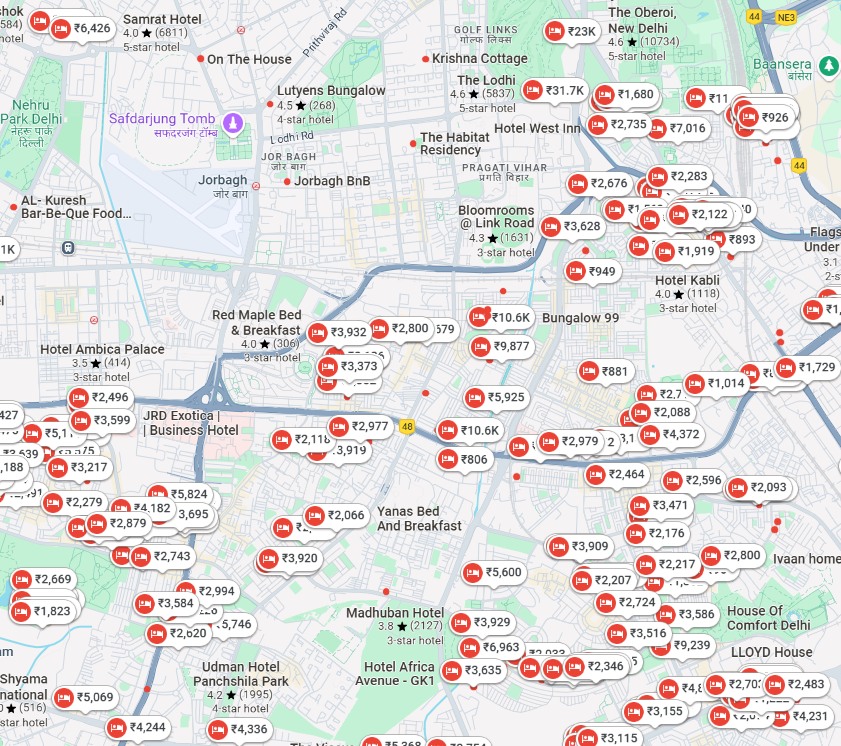 Samrat Hotel
4.0 ★ (6811)
5-star hotel
₹6,426
584)
hotel
Prithviraj Rd
GOLF LINKS
गोल्फ लिंक्स
₹23K
The Oberoi,
New Delhi
4.6 ★ (10734)
5-star hotel
44
NE3
Baansera
बांसेरा
On The House
Krishna Cottage
Lutyens Bungalow
4.5 ★ (268)
4-star hotel
The Lodhi
4.6 ★ (5837)
5-star hotel
₹31.7K
₹1,680
₹11
₹926
Nehru
Park Delhi
नेहरू पार्क
दिल्ली
Safdarjung Tomb
सफदरजंग टॉम्ब
Lodhi Rd
Hotel West Inn
₹2,735
₹7,016
The Habitat
Residency
JOR BAGH
जोर बाग
PRAGATI VIHAR
प्रगति विहार
44
Jorbagh
जोर बाग
Jorbagh BnB
₹2,676
₹2,283
AL- Kuresh
Bar-Be-Que Food...
Bloomrooms
@ Link Road
4.3 ★ (1631)
3-star hotel
₹3,628
₹2,122
₹893
₹1,919
Flags
Under
3.1
2-s
1K
₹949
Hotel Kabli
4.0 ★ (1118)
3-star hotel
Red Maple Bed
& Breakfast
4.0 ★ (306)
3-star hotel
₹3,932
₹2,800
579
₹10.6K
Bungalow 99
₹1,
Hotel Ambica Palace
3.5 ★ (414)
3-star hotel
₹3,373
₹9,877
₹881
₹1,014
₹1,729
₹2,496
₹5,925
₹2,7
427
₹3,599
JRD Exotica |
| Business Hotel
₹2,977
48
₹10.6K
₹2,088
₹5,1
₹2,118
₹2,979
2
₹4,372
3,639
₹3,919
,188
₹3,217
₹806
₹2,464
₹2,596
₹2,093
₹2,279
₹4,182
₹5,824
3,695
₹2,879
₹2,066
Yanas Bed
And Breakfast
₹3,471
₹2,176
₹2,743
₹3,920
₹3,909
₹2,217
₹2,800
Ivaan home
₹2,669
₹5,600
₹2,207
₹1,823
₹3,584
₹2,994
₹2,724
₹3,586
House Of
Comfort Delhi
₹2,620
₹5,746
Madhuban Hotel
3.8 ★ (2127)
3-star hotel
₹3,929
₹3,516
₹9,239
am
₹6,963
LLOYD House
Shyama
national
(516)
hotel
Udman Hotel
Panchshila Park
4.2 ★ (1995)
4-star hotel
Hotel Africa
Avenue - GK1
₹3,635
₹2,346
₹5,069
₹4,8
₹2,483
₹3,155
₹4,231
₹4,244
₹4,336
₹3,115